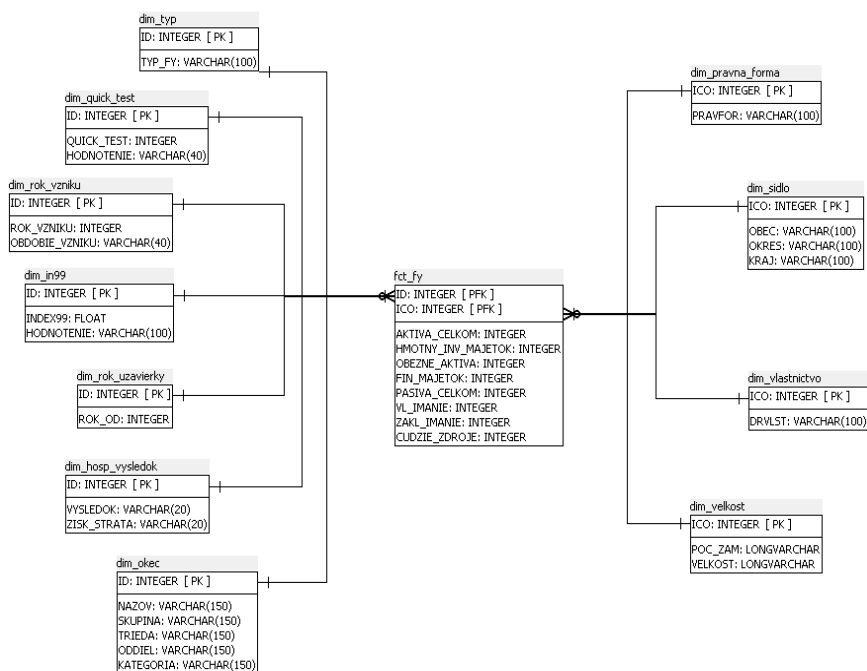 dim_typ
ID: INTEGER [ PK ]
TYP_FY: VARCHAR(100)
dim_quick_test
ID: INTEGER [ PK ]
QUICK_TEST: INTEGER
HODNOTENIE: VARCHAR(40)
dim_rok_vzniku
ID: INTEGER [ PK ]
ROK_VZNIKU: INTEGER
OBDOBIE_VZNIKU: VARCHAR(40)
dim_in99
ID: INTEGER [ PK ]
INDEX99: FLOAT
HODNOTENIE: VARCHAR(100)
dim_rok_uzavierky
ID: INTEGER [ PK ]
ROK_OD: INTEGER
dim_hosp_vysledok
ID: INTEGER [ PK ]
VYSLEDOK: VARCHAR(20)
ZISK_STRATA: VARCHAR(20)
dim_okec
ID: INTEGER [ PK ]
NAZOV: VARCHAR(150)
SKUPINA: VARCHAR(150)
TRIEDA: VARCHAR(150)
ODDIEL: VARCHAR(150)
KATEGORIA: VARCHAR(150)
fct_fy
ID: INTEGER [ PFK ]
ICO: INTEGER [ PFK ]
AKTIVA_CELKOM: INTEGER
HMOTNY_INV_MAJETOK: INTEGER
OBEZNE_AKTIVA: INTEGER
FIN_MAJETOK: INTEGER
PASIVA_CELKOM: INTEGER
VL_IMANIE: INTEGER
ZAKL_IMANIE: INTEGER
CUDZIE_ZDROJE: INTEGER
dim_pravna_forma
ICO: INTEGER [ PK ]
PRAVFOR: VARCHAR(100)
dim_sidlo
ICO: INTEGER [ PK ]
OBEC: VARCHAR(100)
OKRES: VARCHAR(100)
KRAJ: VARCHAR(100)
dim_vlastnictvo
ICO: INTEGER [ PK ]
DRVLST: VARCHAR(100)
dim_velkost
ICO: INTEGER [ PK ]
POC_ZAM: LONGVARCHAR
VELKOST: LONGVARCHAR